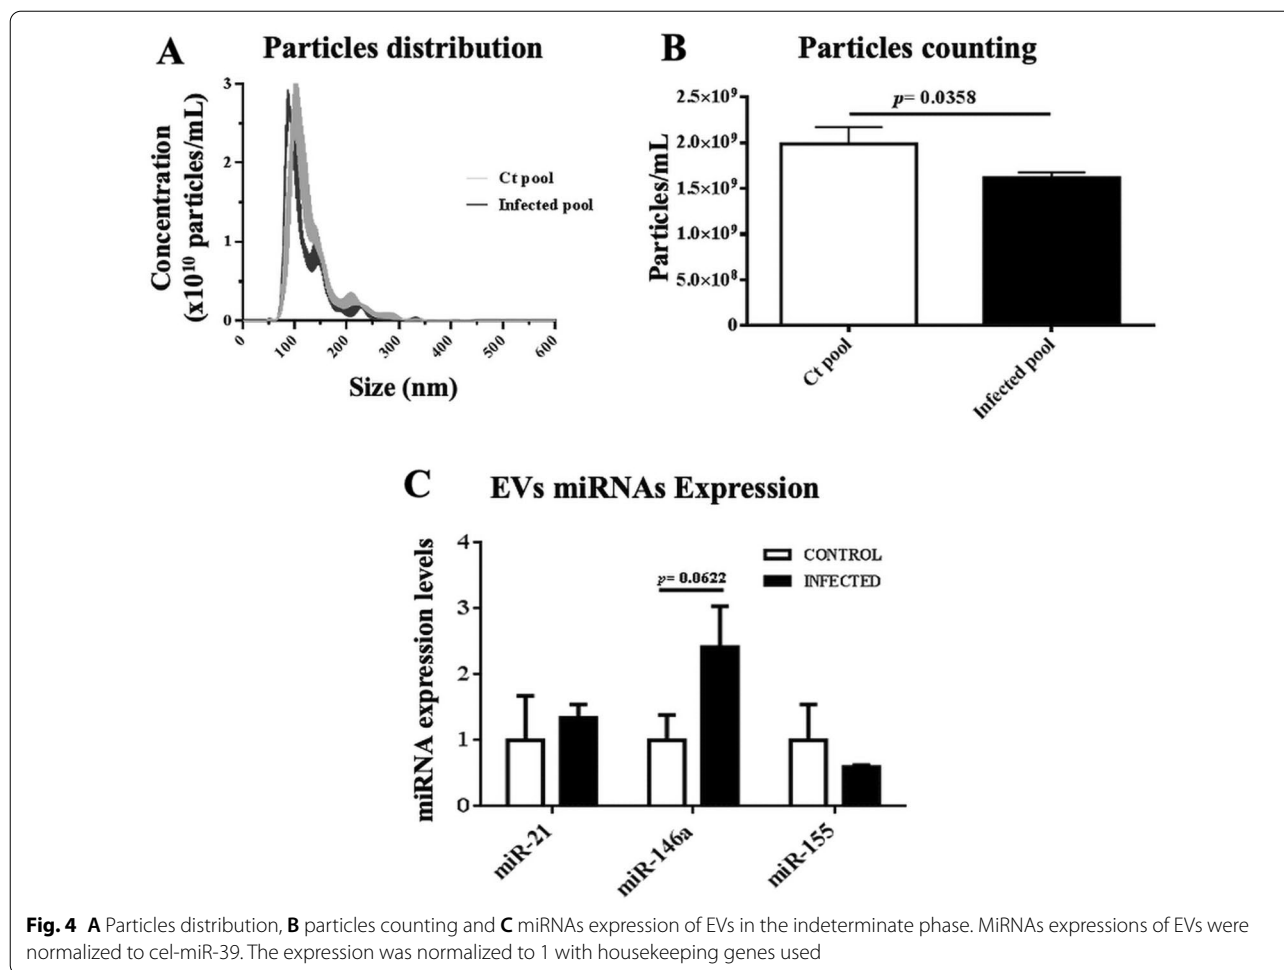 A Particles distribution
3
2
1
0
Concentration
(x10¹⁰ particles/mL)
Ct pool
Infected pool
0 100 200 300 400 500 600
Size (nm)
B Particles counting
p= 0.0358
2.5×10⁹
2.0×10⁹
1.5×10⁹
1.0×10⁹
5.0×10⁸
0
Particles/mL
Ct pool
Infected pool
C EVs miRNAs Expression
4
3
2
1
0
miRNA expression levels
CONTROL
INFECTED
p= 0.0622
miR-21
miR-146a
miR-155
Fig. 4 A Particles distribution, B particles counting and C miRNAs expression of EVs in the indeterminate phase. MiRNAs expressions of EVs were
normalized to cel-miR-39. The expression was normalized to 1 with housekeeping genes used